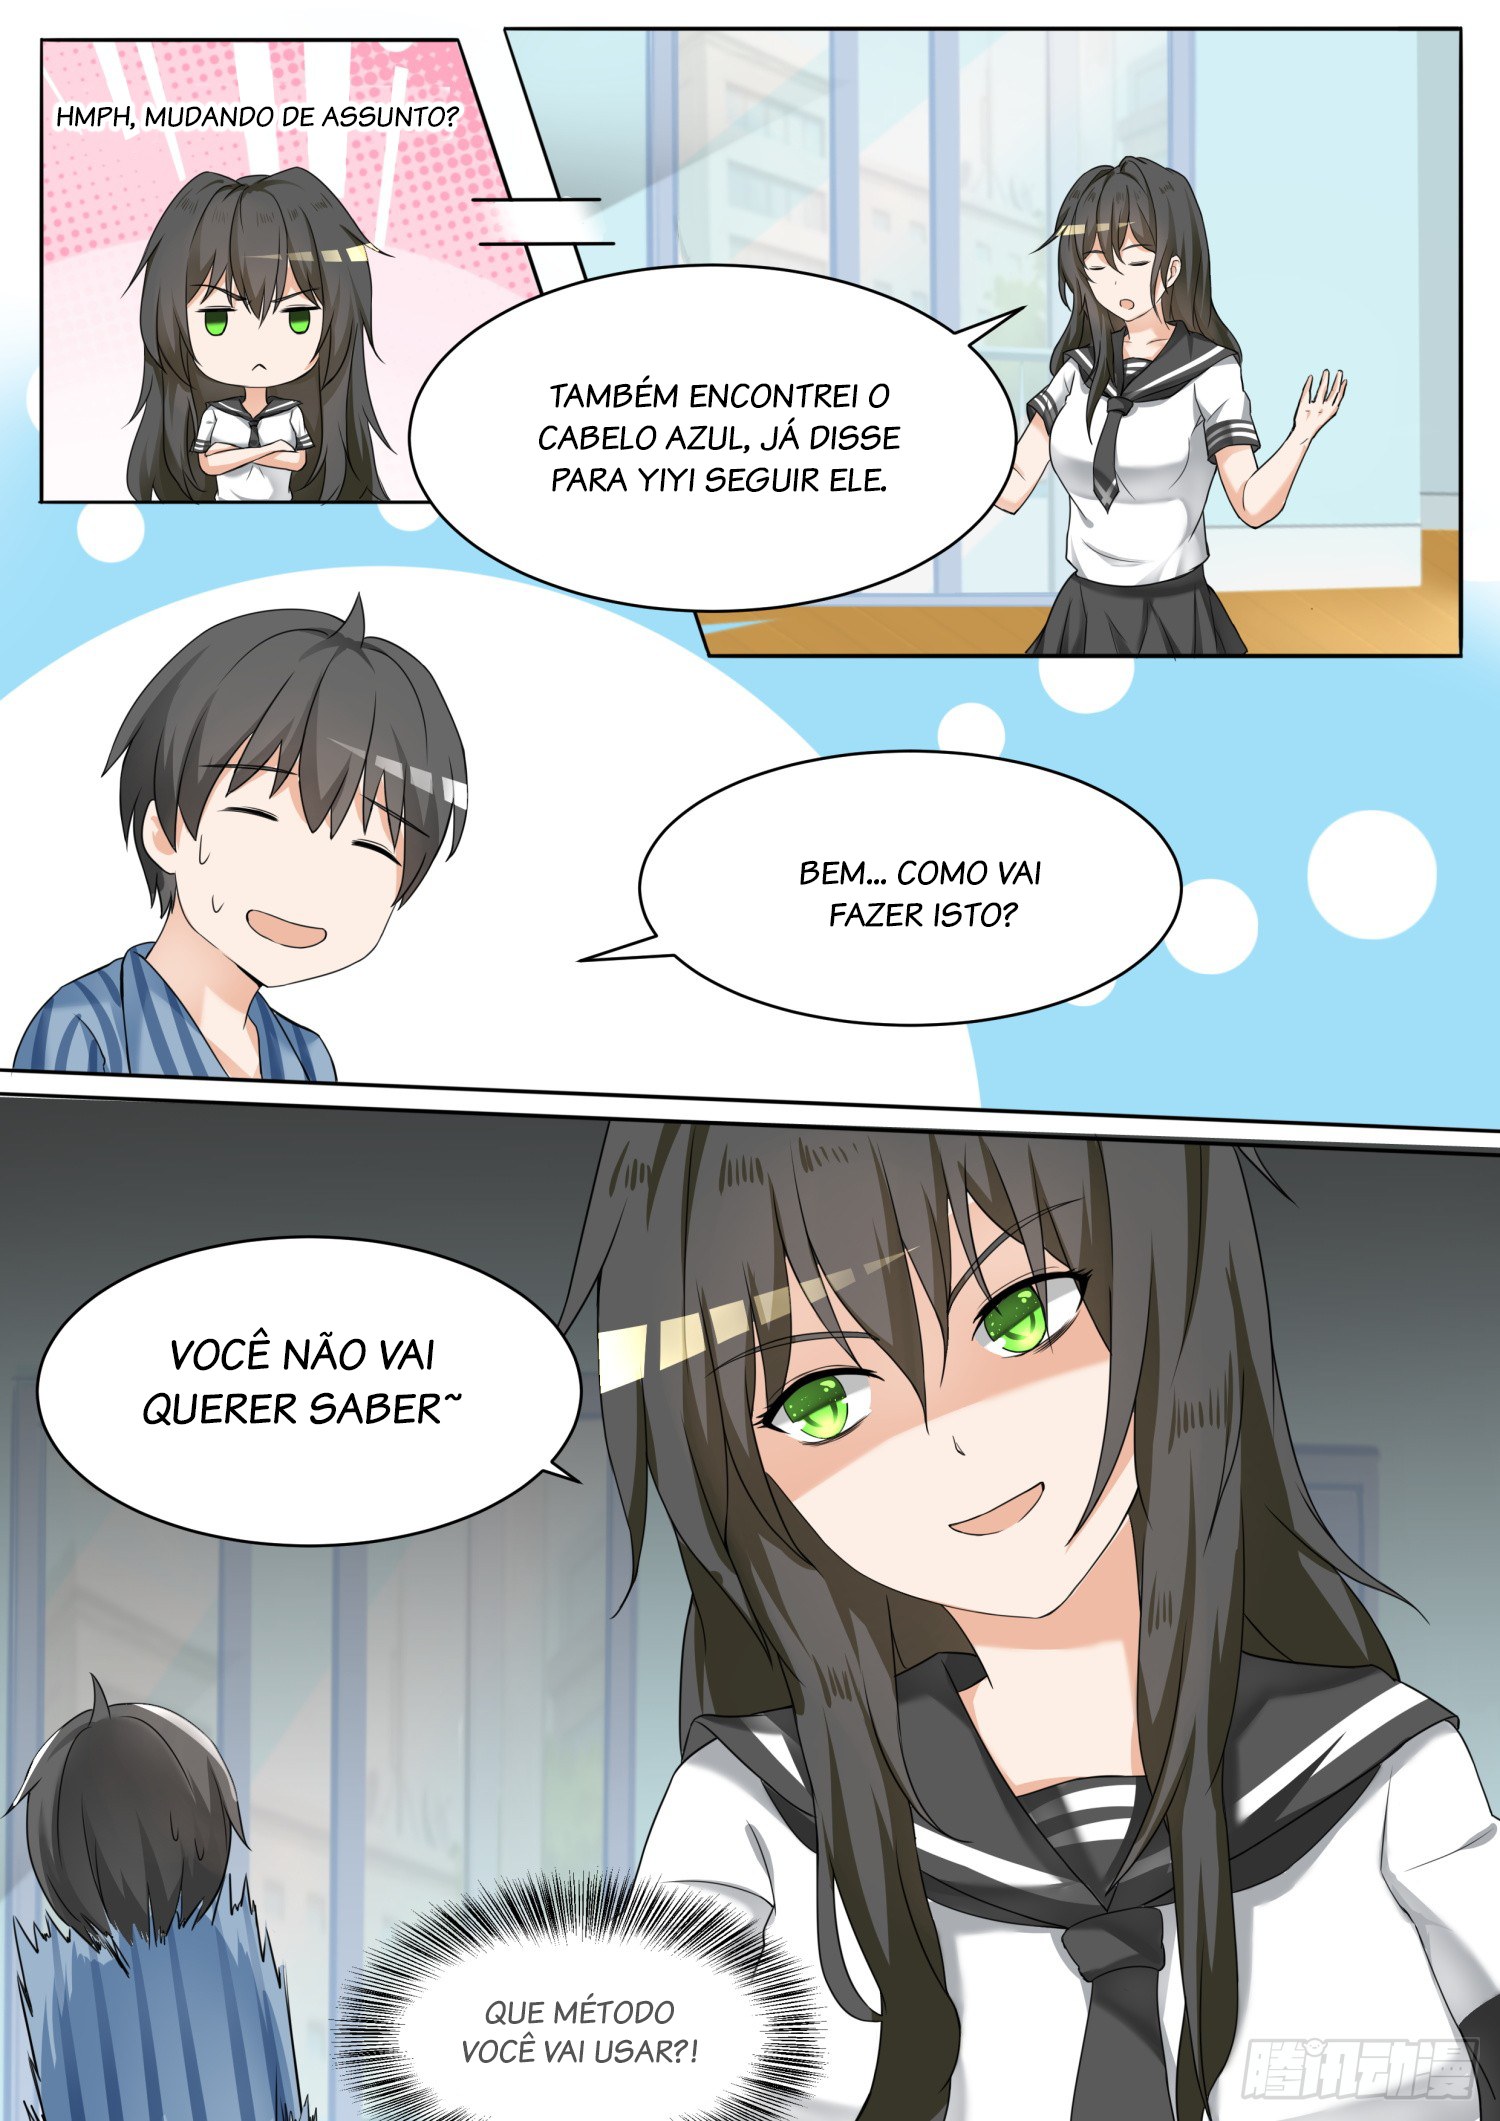 HMPH, MUDANDO DE ASSUNTO?
TAMBÉM ENCONTREI O
CABELO AZUL, JÁ DISSE
PARA YIYI SEGUIR ELE.
BEM... COMO VAI
FAZER ISTO?
VOCÊ NÃO VAI
QUERER SABER~
QUE MÉTODO
VOCÊ VAI USAR?!
腾讯动漫